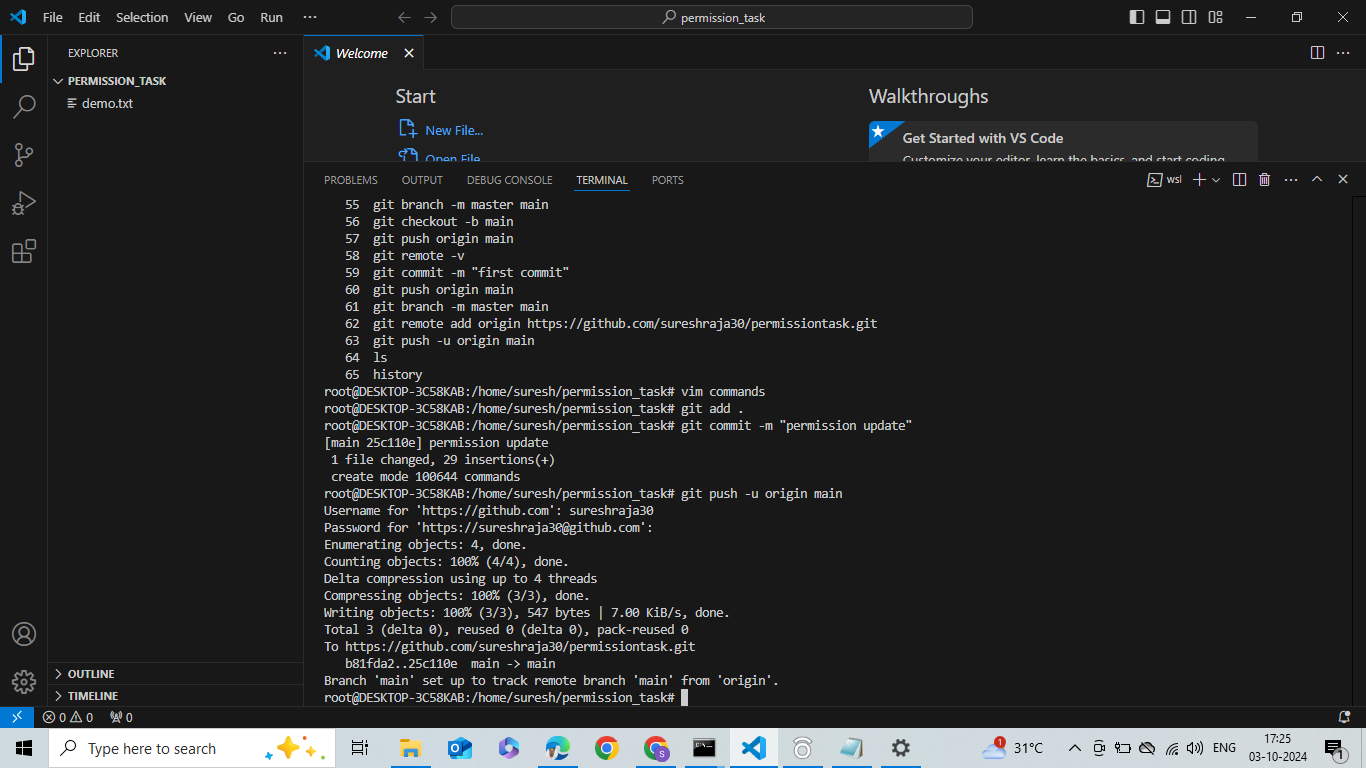 File Edit Selection View Go Run ···
permission_task
EXPLORER
PERMISSION_TASK
demo.txt
Welcome
Start
New File...
Open File
Walkthroughs
Get Started with VS Code
Customize your editor, learn the basics, and start coding
PROBLEMS OUTPUT DEBUG CONSOLE TERMINAL PORTS
wsl
55 git branch -m master main
56 git checkout -b main
57 git push origin main
58 git remote -v
59 git commit -m "first commit"
60 git push origin main
61 git branch -m master main
62 git remote add origin https://github.com/sureshraja30/permissiontask.git
63 git push -u origin main
64 ls
65 history
root@DESKTOP-3C58KAB:/home/suresh/permission_task# vim commands
root@DESKTOP-3C58KAB:/home/suresh/permission_task# git add .
root@DESKTOP-3C58KAB:/home/suresh/permission_task# git commit -m "permission update"
[main 25c110e] permission update
1 file changed, 29 insertions(+)
create mode 100644 commands
root@DESKTOP-3C58KAB:/home/suresh/permission_task# git push -u origin main
Username for 'https://github.com': sureshraja30
Password for 'https://sureshraja30@github.com':
Enumerating objects: 4, done.
Counting objects: 100% (4/4), done.
Delta compression using up to 4 threads
Compressing objects: 100% (3/3), done.
Writing objects: 100% (3/3), 547 bytes | 7.00 KiB/s, done.
Total 3 (delta 0), reused 0 (delta 0), pack-reused 0
To https://github.com/sureshraja30/permissiontask.git
b81fda2..25c110e main -> main
Branch 'main' set up to track remote branch 'main' from 'origin'.
root@DESKTOP-3C58KAB:/home/suresh/permission_task#
OUTLINE
TIMELINE
0 0 0
Type here to search
S
1
31°C
ENG
17:25
03-10-2024
1